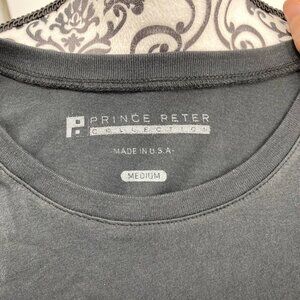 PRINCE PETER
COLLECTION
MADE IN U.S.A.
MEDIUM